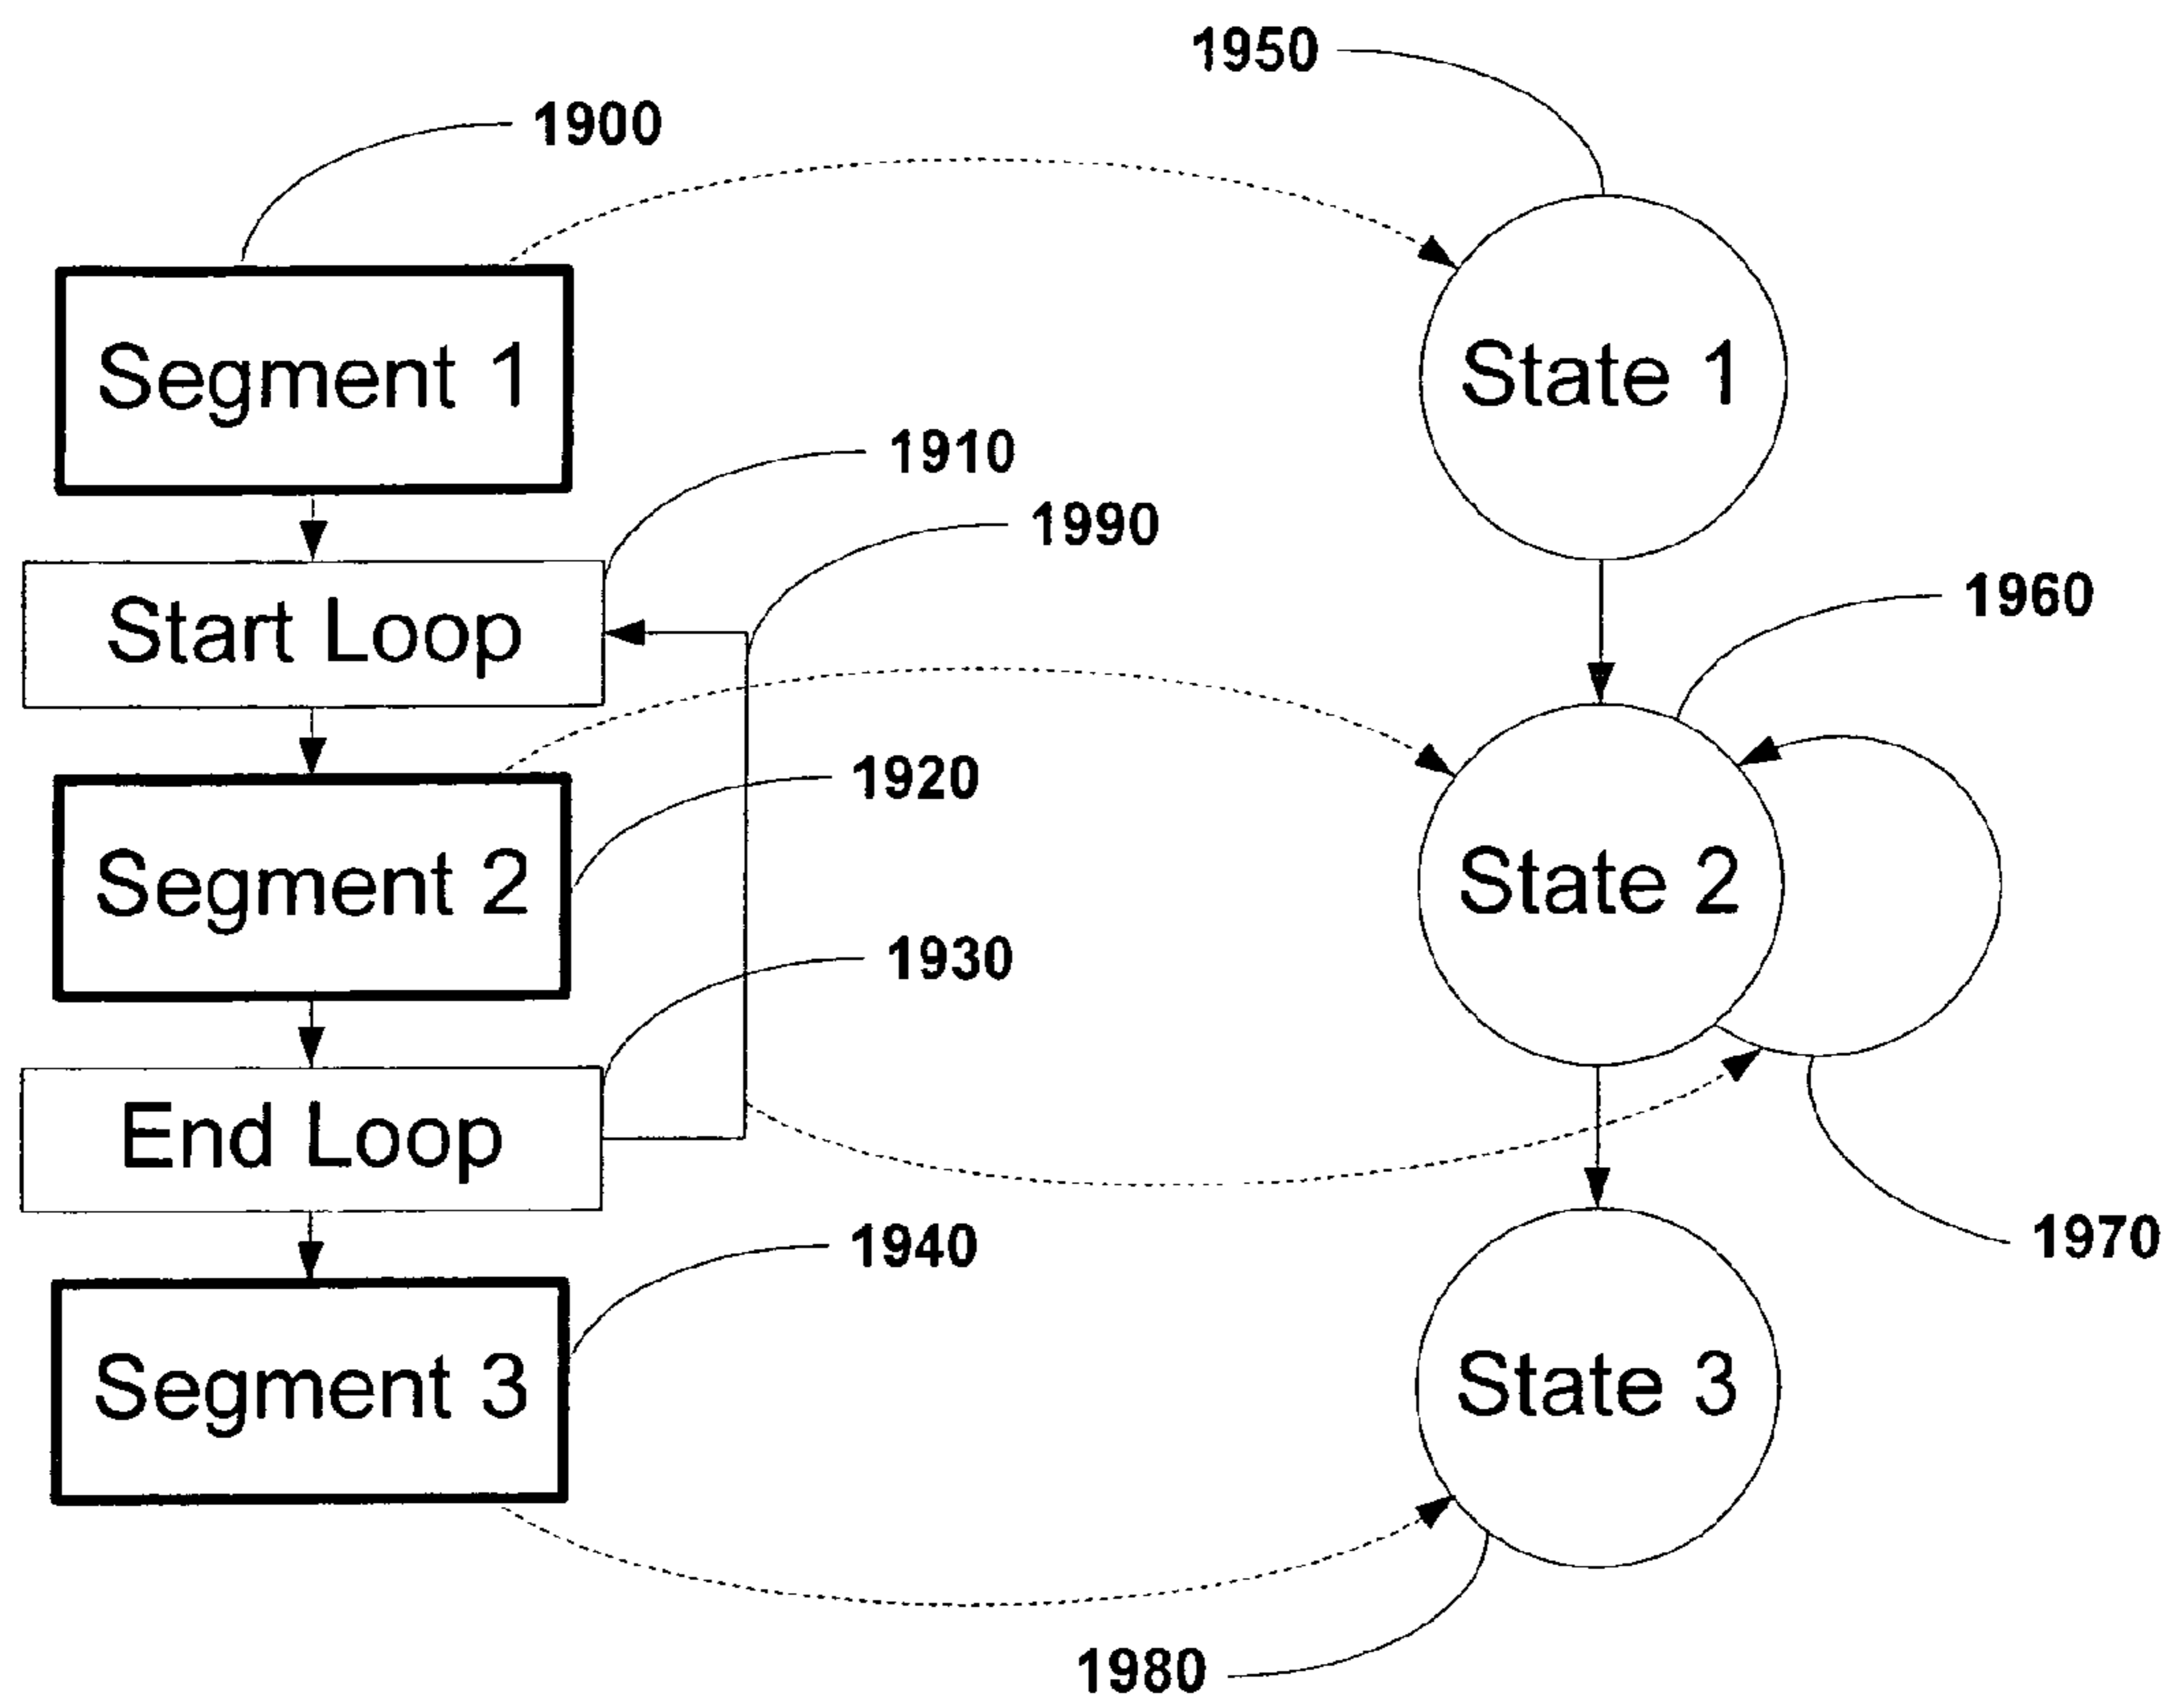 1950
1900
Segment 1
State 1
1910
1990
1960
Start Loop
1920
Segment 2
State 2
1930
End Loop
1970
1940
Segment 3
State 3
1980